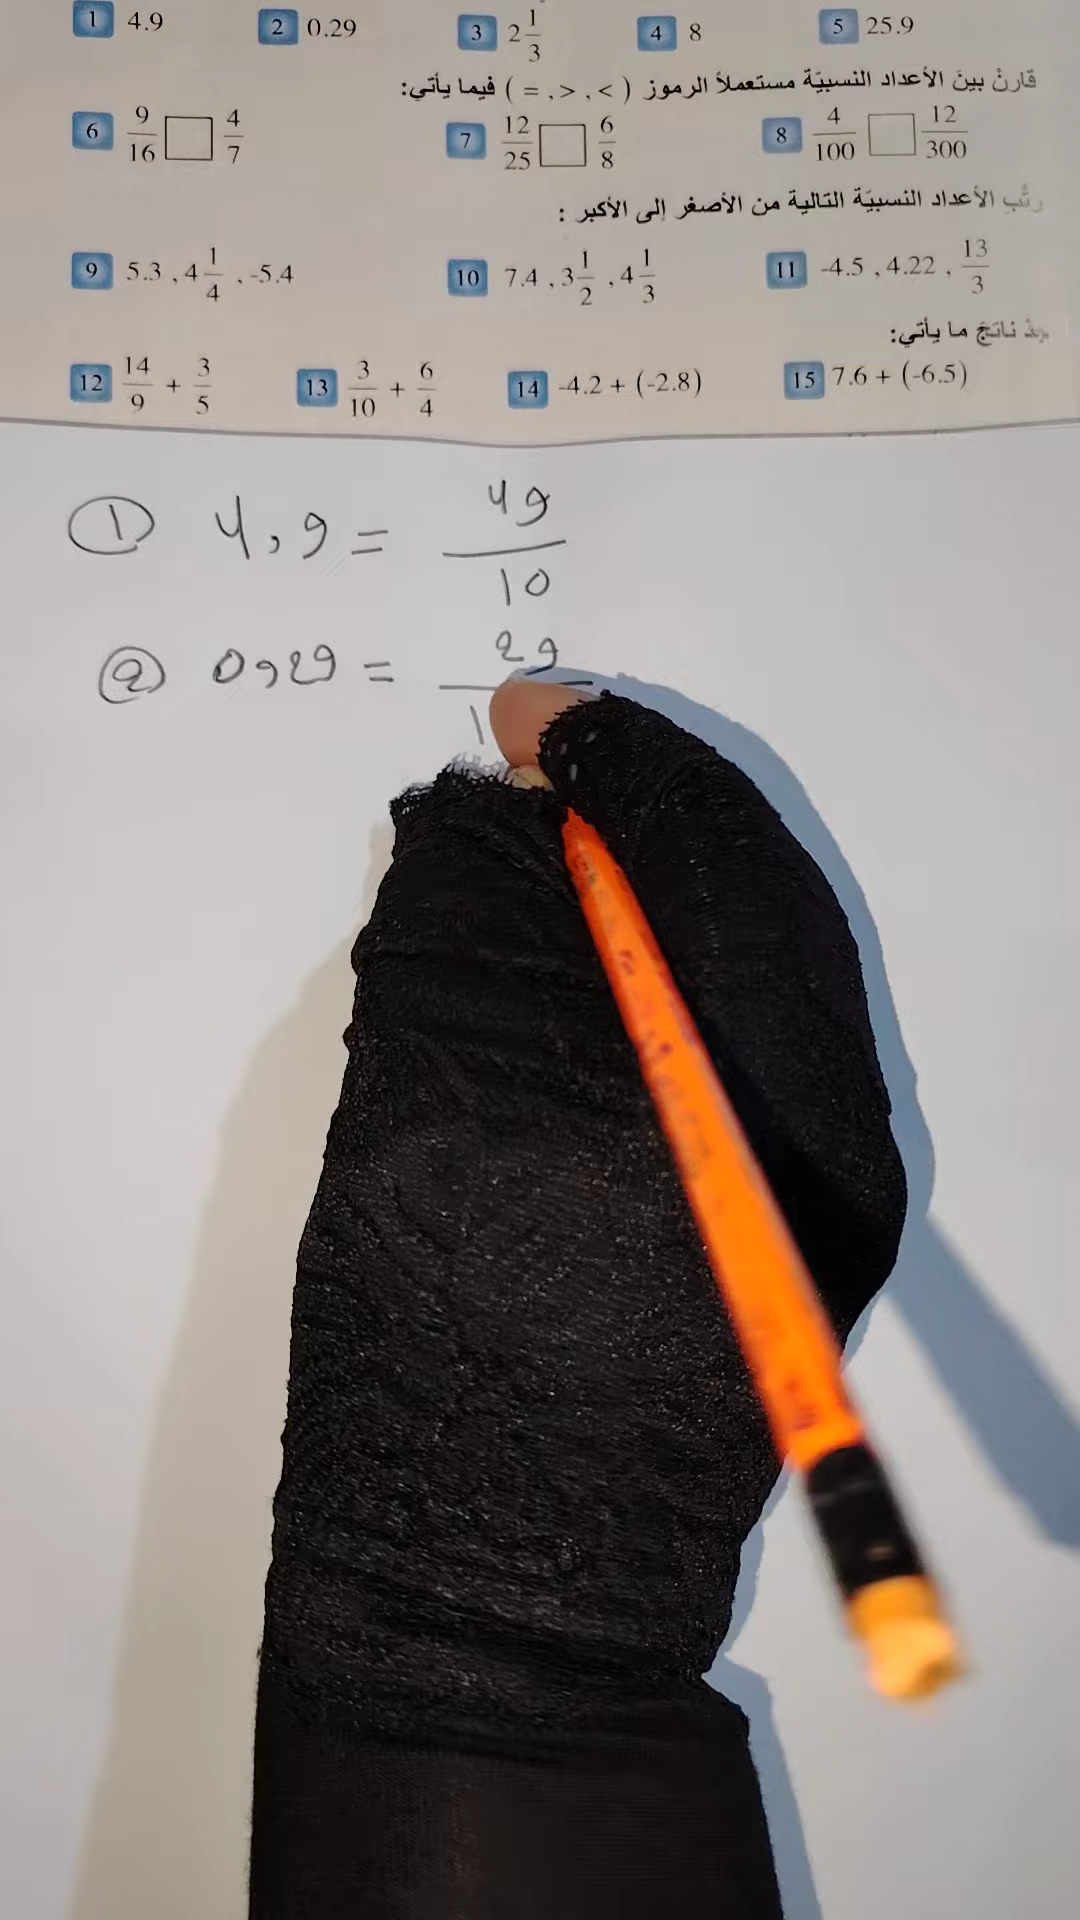 1 4.9 2 0.29 3 2 1/3 4 8 5 25.9
قارنْ بينَ الأعداد النسبيّة مستعملاً الرموز ( < , > , = ) فيما يأتي:
6 9/16 □ 4/7 7 12/25 □ 6/8 8 4/100 □ 12/300
رتّبِ الأعداد النسبيّة التالية من الأصغر إلى الأكبر :
9 5.3 , 4 1/4 , -5.4 10 7.4 , 3 1/2 , 4 1/3 11 -4.5 , 4.22 , 13/3
جدْ ناتجَ ما يأتي:
12 14/9 + 3/5 13 3/10 + 6/4 14 -4.2 + (-2.8) 15 7.6 + (-6.5)
1 4,9 = 49/10
2 0,29 = 29/1